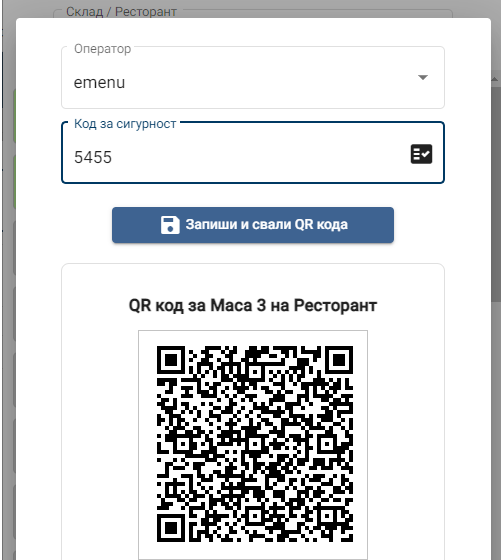 Склад / Ресторант
Оператор
emenu
Код за сигурност
5455
Запиши и свали QR кода
QR код за Маса 3 на Ресторант